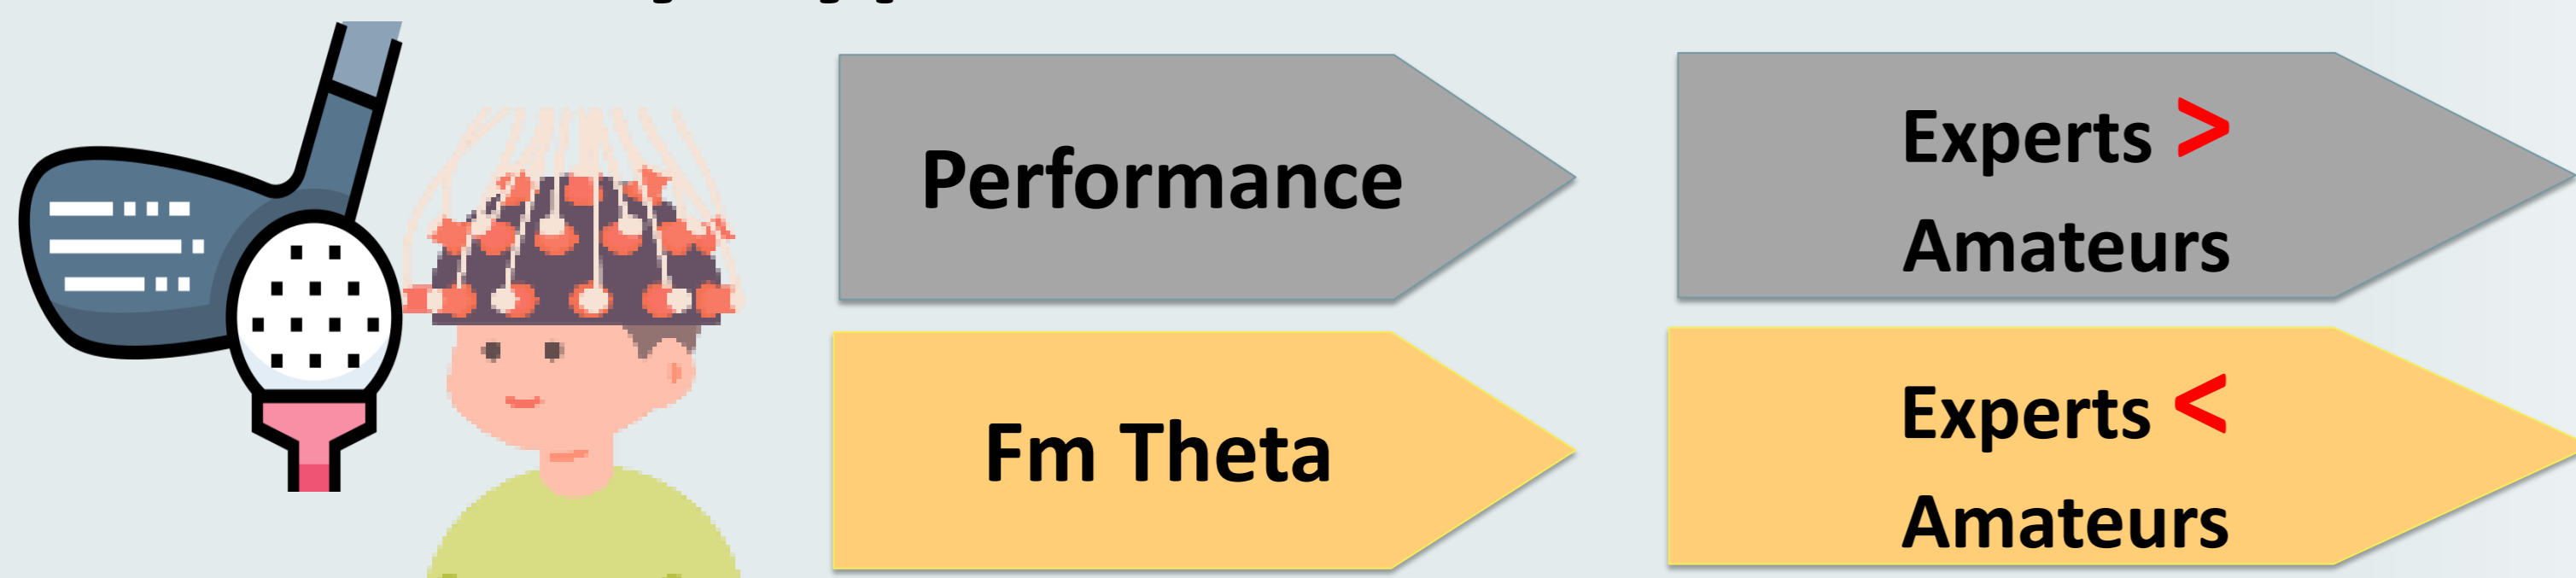 Performance
Experts >
Amateurs
Fm Theta
Experts <
Amateurs